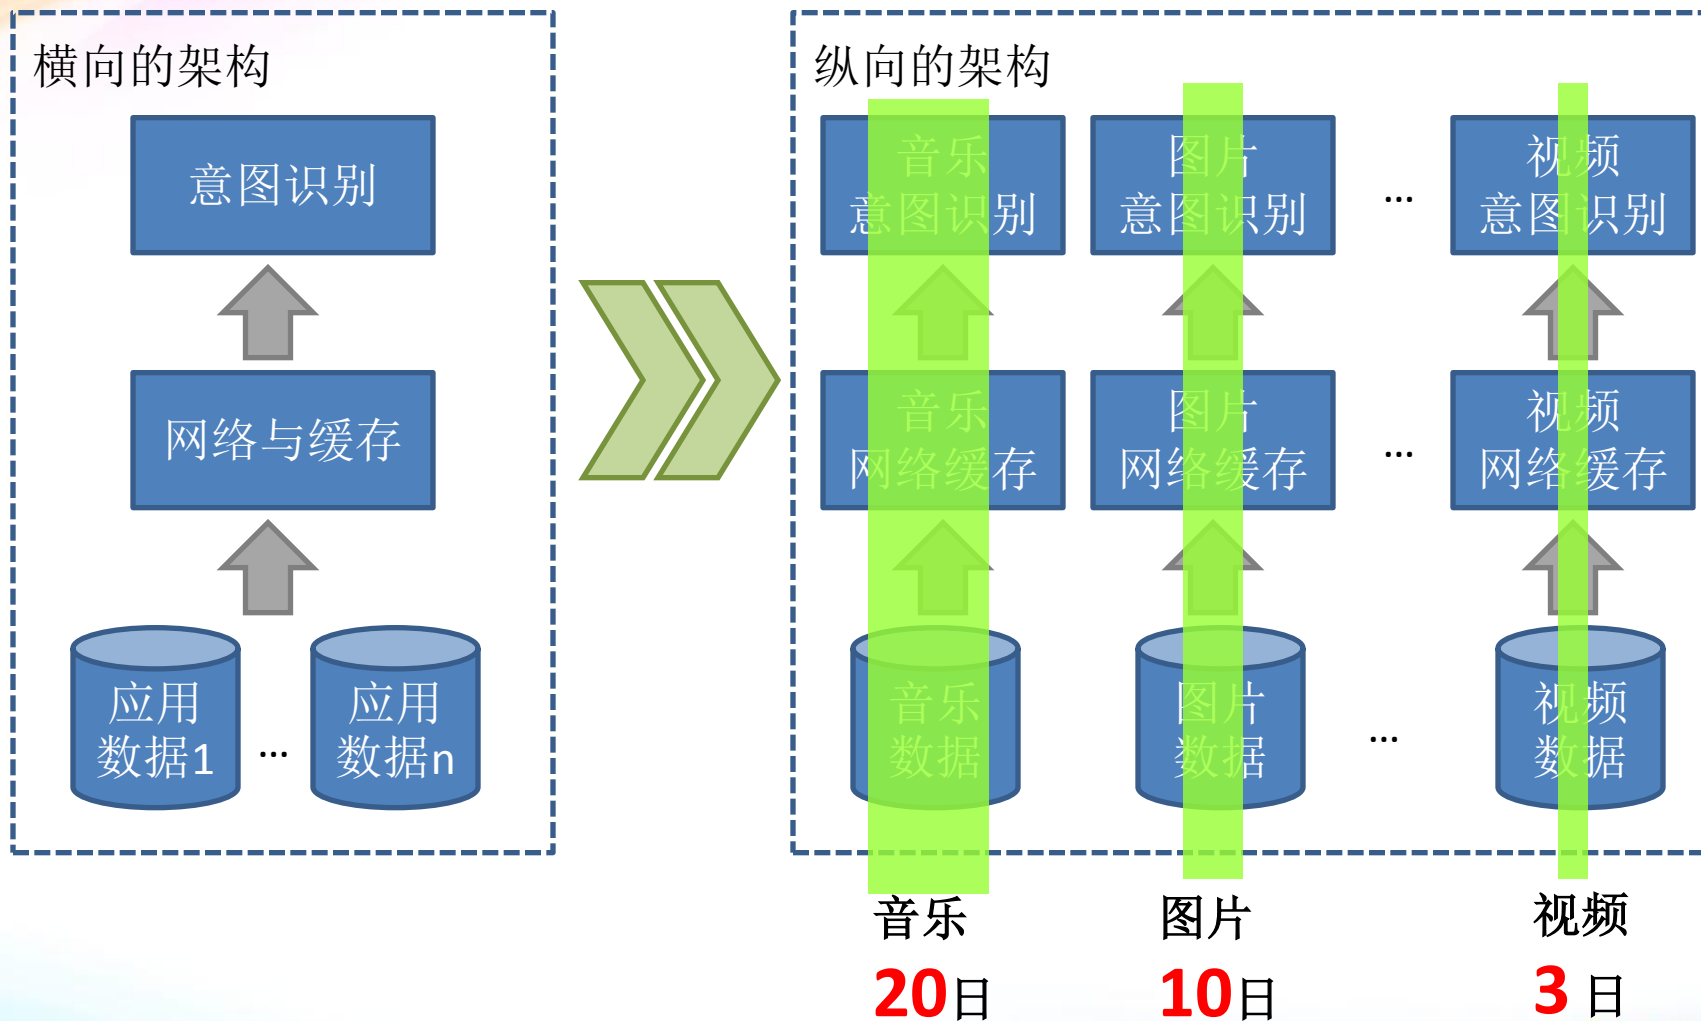 横向的架构
意图识别
网络与缓存
应用
数据1
...
应用
数据n
纵向的架构
音乐
意图识别
图片
意图识别
...
视频
意图识别
音乐
网络缓存
图片
网络缓存
...
视频
网络缓存
音乐
数据
图片
数据
...
视频
数据
音乐
20日
图片
10日
视频
3 日